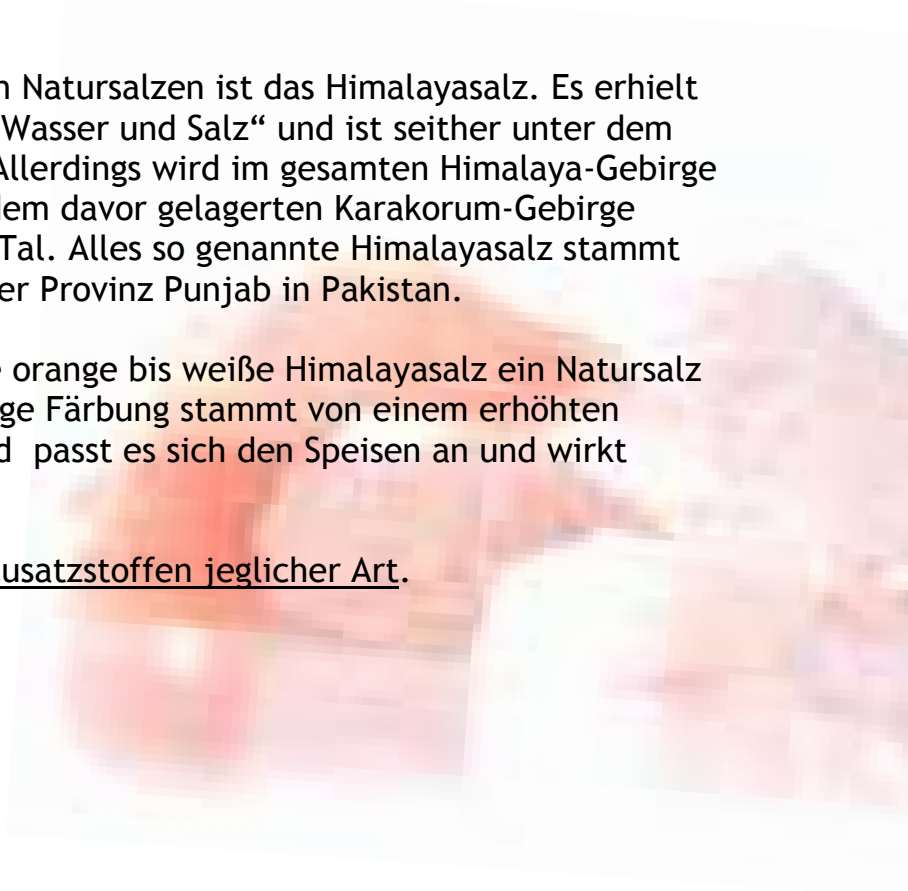 n Natursalzen ist das Himalayasalz. Es erhielt
Wasser und Salz“ und ist seither unter dem
Allerdings wird im gesamten Himalaya-Gebirge
dem davor gelagerten Karakorum-Gebirge
Tal. Alles so genannte Himalayasalz stammt
er Provinz Punjab in Pakistan.
e orange bis weiße Himalayasalz ein Natursalz
ge Färbung stammt von einem erhöhten
d  passt es sich den Speisen an und wirkt
usatzstoffen jeglicher Art.